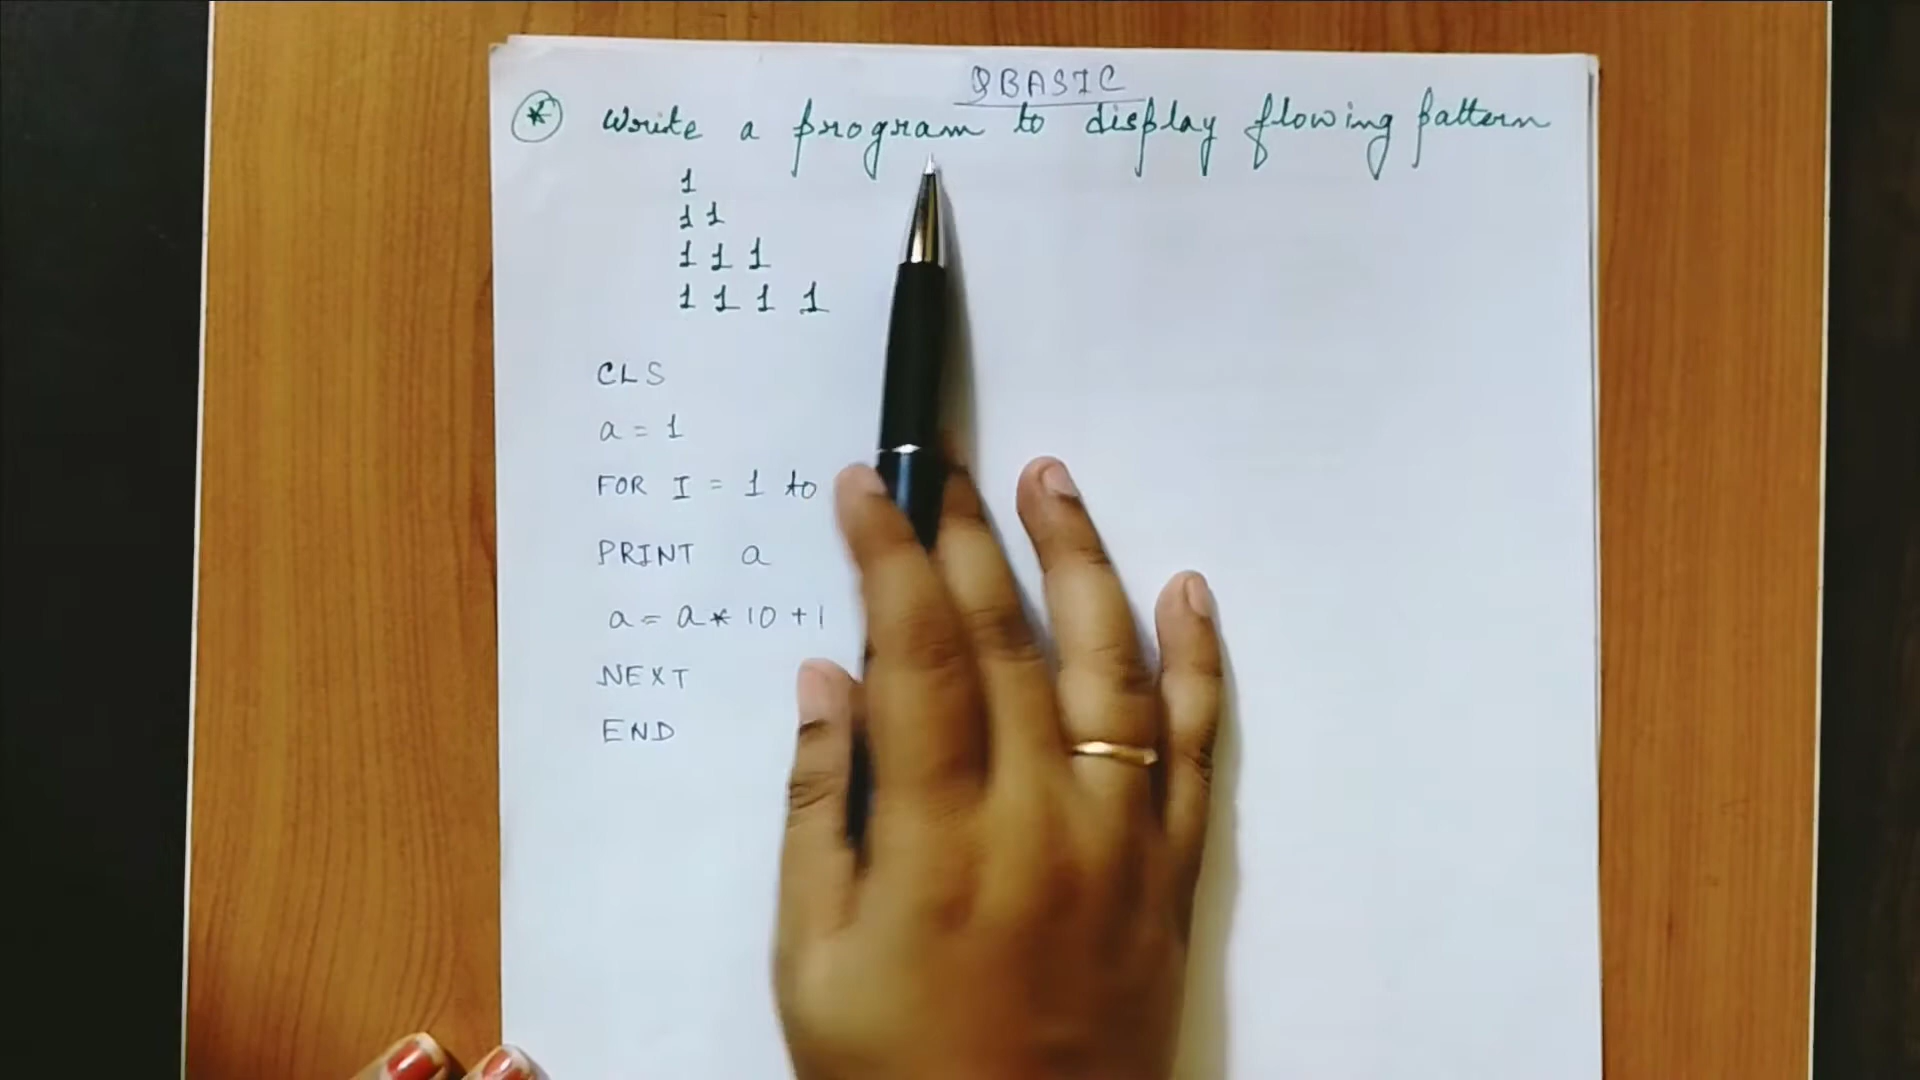 QBASIC
* Write a program to display flowing pattern
1
1 1
1 1 1
1 1 1 1
CLS
a = 1
FOR I = 1 to
PRINT a
a = a * 10 + 1
NEXT
END